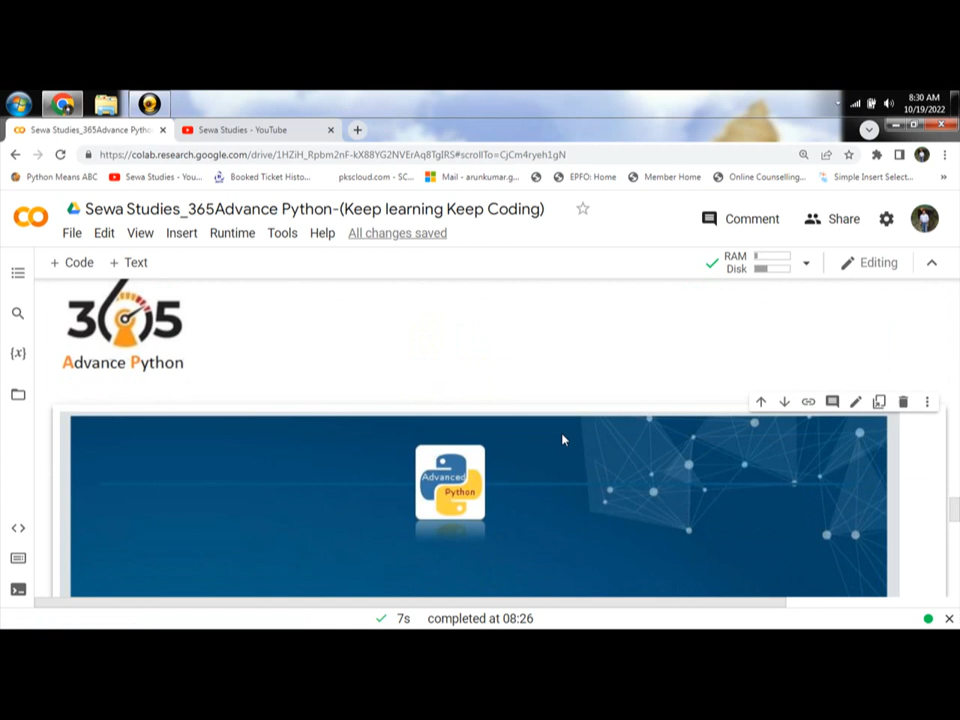 8:30 AM
10/19/2022
Sewa Studies_365Advance Pytho
Sewa Studies - YouTube
https://colab.research.google.com/drive/1HZiH_Rpbm2nF-kX88YG2NVErAq8TgIRS#scrollTo=CjCm4ryeh1gN
Python Means ABC
Sewa Studies - You...
Booked Ticket Histo...
pkscloud.com - SC...
Mail - arunkumar.g...
EPFO: Home
Member Home
Online Counselling...
Simple Insert Select...
»
Sewa Studies_365Advance Python-(Keep learning Keep Coding)
Comment
Share
File Edit View Insert Runtime Tools Help All changes saved
+ Code + Text
RAM
Disk
Editing
365
Advance Python
{x}
Advanced
Python
7s completed at 08:26